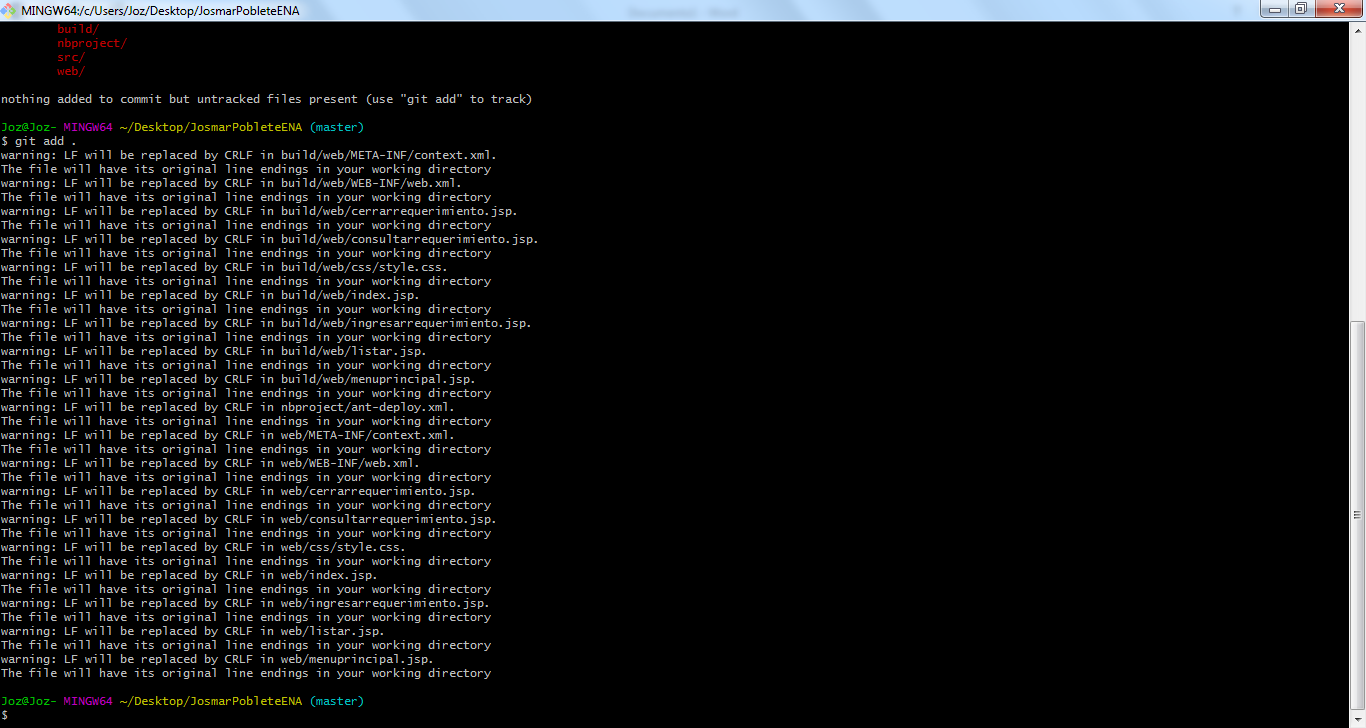 MINGW64:/c/Users/Joz/Desktop/JosmarPobleteENA
build/
nbproject/
src/
web/
nothing added to commit but untracked files present (use "git add" to track)
Joz@Joz- MINGW64 ~/Desktop/JosmarPobleteENA (master)
$ git add .
warning: LF will be replaced by CRLF in build/web/META-INF/context.xml.
The file will have its original line endings in your working directory
warning: LF will be replaced by CRLF in build/web/WEB-INF/web.xml.
The file will have its original line endings in your working directory
warning: LF will be replaced by CRLF in build/web/cerrarrequerimiento.jsp.
The file will have its original line endings in your working directory
warning: LF will be replaced by CRLF in build/web/consultarrequerimiento.jsp.
The file will have its original line endings in your working directory
warning: LF will be replaced by CRLF in build/web/css/style.css.
The file will have its original line endings in your working directory
warning: LF will be replaced by CRLF in build/web/index.jsp.
The file will have its original line endings in your working directory
warning: LF will be replaced by CRLF in build/web/ingresarrequerimiento.jsp.
The file will have its original line endings in your working directory
warning: LF will be replaced by CRLF in build/web/listar.jsp.
The file will have its original line endings in your working directory
warning: LF will be replaced by CRLF in build/web/menuprincipal.jsp.
The file will have its original line endings in your working directory
warning: LF will be replaced by CRLF in nbproject/ant-deploy.xml.
The file will have its original line endings in your working directory
warning: LF will be replaced by CRLF in web/META-INF/context.xml.
The file will have its original line endings in your working directory
warning: LF will be replaced by CRLF in web/WEB-INF/web.xml.
The file will have its original line endings in your working directory
warning: LF will be replaced by CRLF in web/cerrarrequerimiento.jsp.
The file will have its original line endings in your working directory
warning: LF will be replaced by CRLF in web/consultarrequerimiento.jsp.
The file will have its original line endings in your working directory
warning: LF will be replaced by CRLF in web/css/style.css.
The file will have its original line endings in your working directory
warning: LF will be replaced by CRLF in web/index.jsp.
The file will have its original line endings in your working directory
warning: LF will be replaced by CRLF in web/ingresarrequerimiento.jsp.
The file will have its original line endings in your working directory
warning: LF will be replaced by CRLF in web/listar.jsp.
The file will have its original line endings in your working directory
warning: LF will be replaced by CRLF in web/menuprincipal.jsp.
The file will have its original line endings in your working directory
Joz@Joz- MINGW64 ~/Desktop/JosmarPobleteENA (master)
$